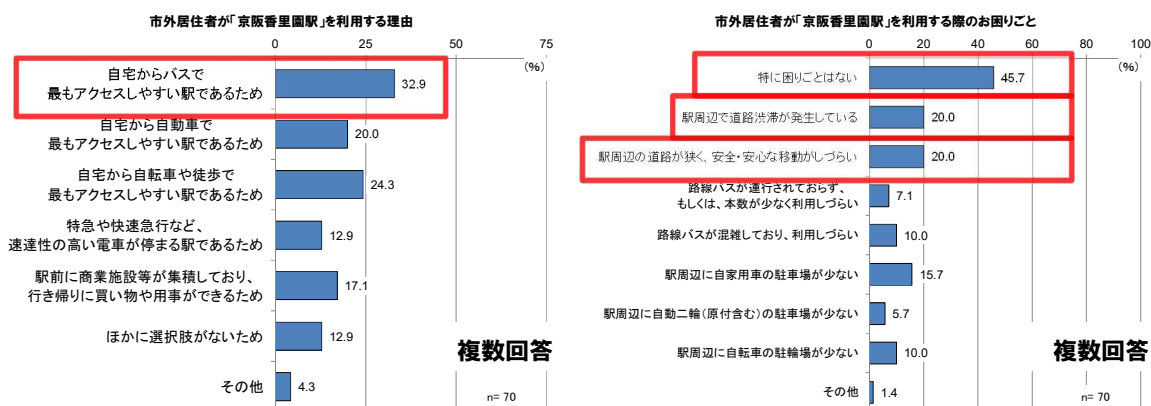 市外居住者が「京阪香里園駅」を利用する理由
0 25 50 75
(%)
自宅からバスで
最もアクセスしやすい駅であるため
32.9
自宅から自動車で
最もアクセスしやすい駅であるため
20.0
自宅から自転車や徒歩で
最もアクセスしやすい駅であるため
24.3
特急や快速急行など、
速達性の高い電車が停まる駅であるため
12.9
駅前に商業施設等が集積しており、
行き帰りに買い物や用事ができるため
17.1
ほかに選択肢がないため
12.9
複数回答
その他
4.3
n= 70
市外居住者が「京阪香里園駅」を利用する際のお困りごと
0 20 40 60 80 100
(%)
特に困りごとはない
45.7
駅周辺で道路渋滞が発生している
20.0
駅周辺の道路が狭く、安全・安心な移動がしづらい
20.0
路線バスが運行されておらず、
もしくは、本数が少なく利用しづらい
7.1
路線バスが混雑しており、利用しづらい
10.0
駅周辺に自家用車の駐車場が少ない
15.7
駅周辺に自動二輪(原付含む)の駐車場が少ない
5.7
駅周辺に自転車の駐輪場が少ない
10.0
複数回答
その他
1.4
n= 70